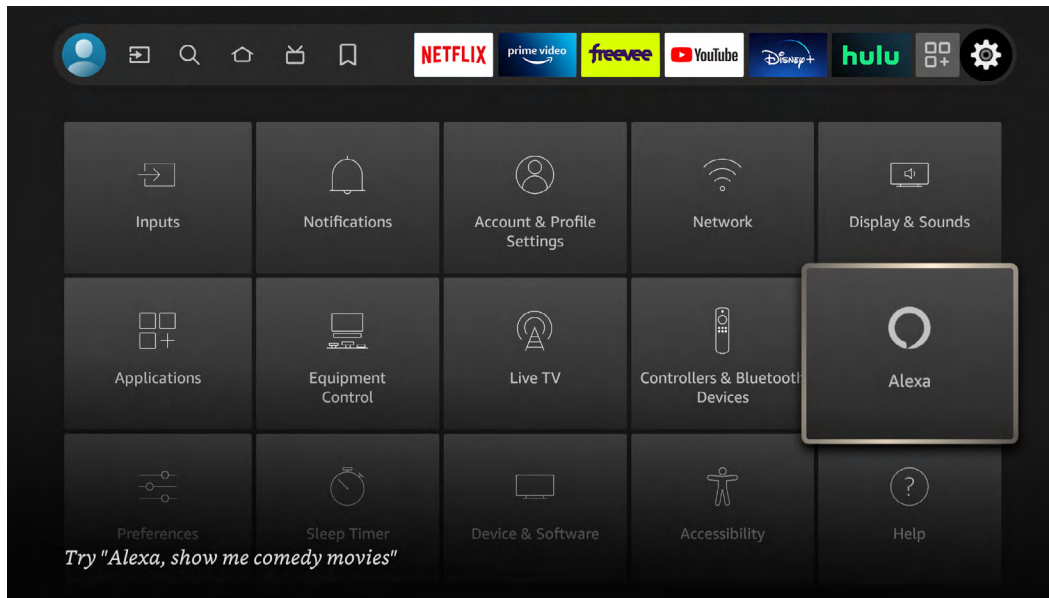 NETFLIX
prime video
freevee
YouTube
Disney+
hulu
Inputs
Notifications
Account & Profile
Settings
Network
Display & Sounds
Applications
Equipment
Control
Live TV
Controllers & Bluetooth
Devices
Alexa
Preferences
Sleep Timer
Device & Software
Accessibility
Help
Try "Alexa, show me comedy movies"